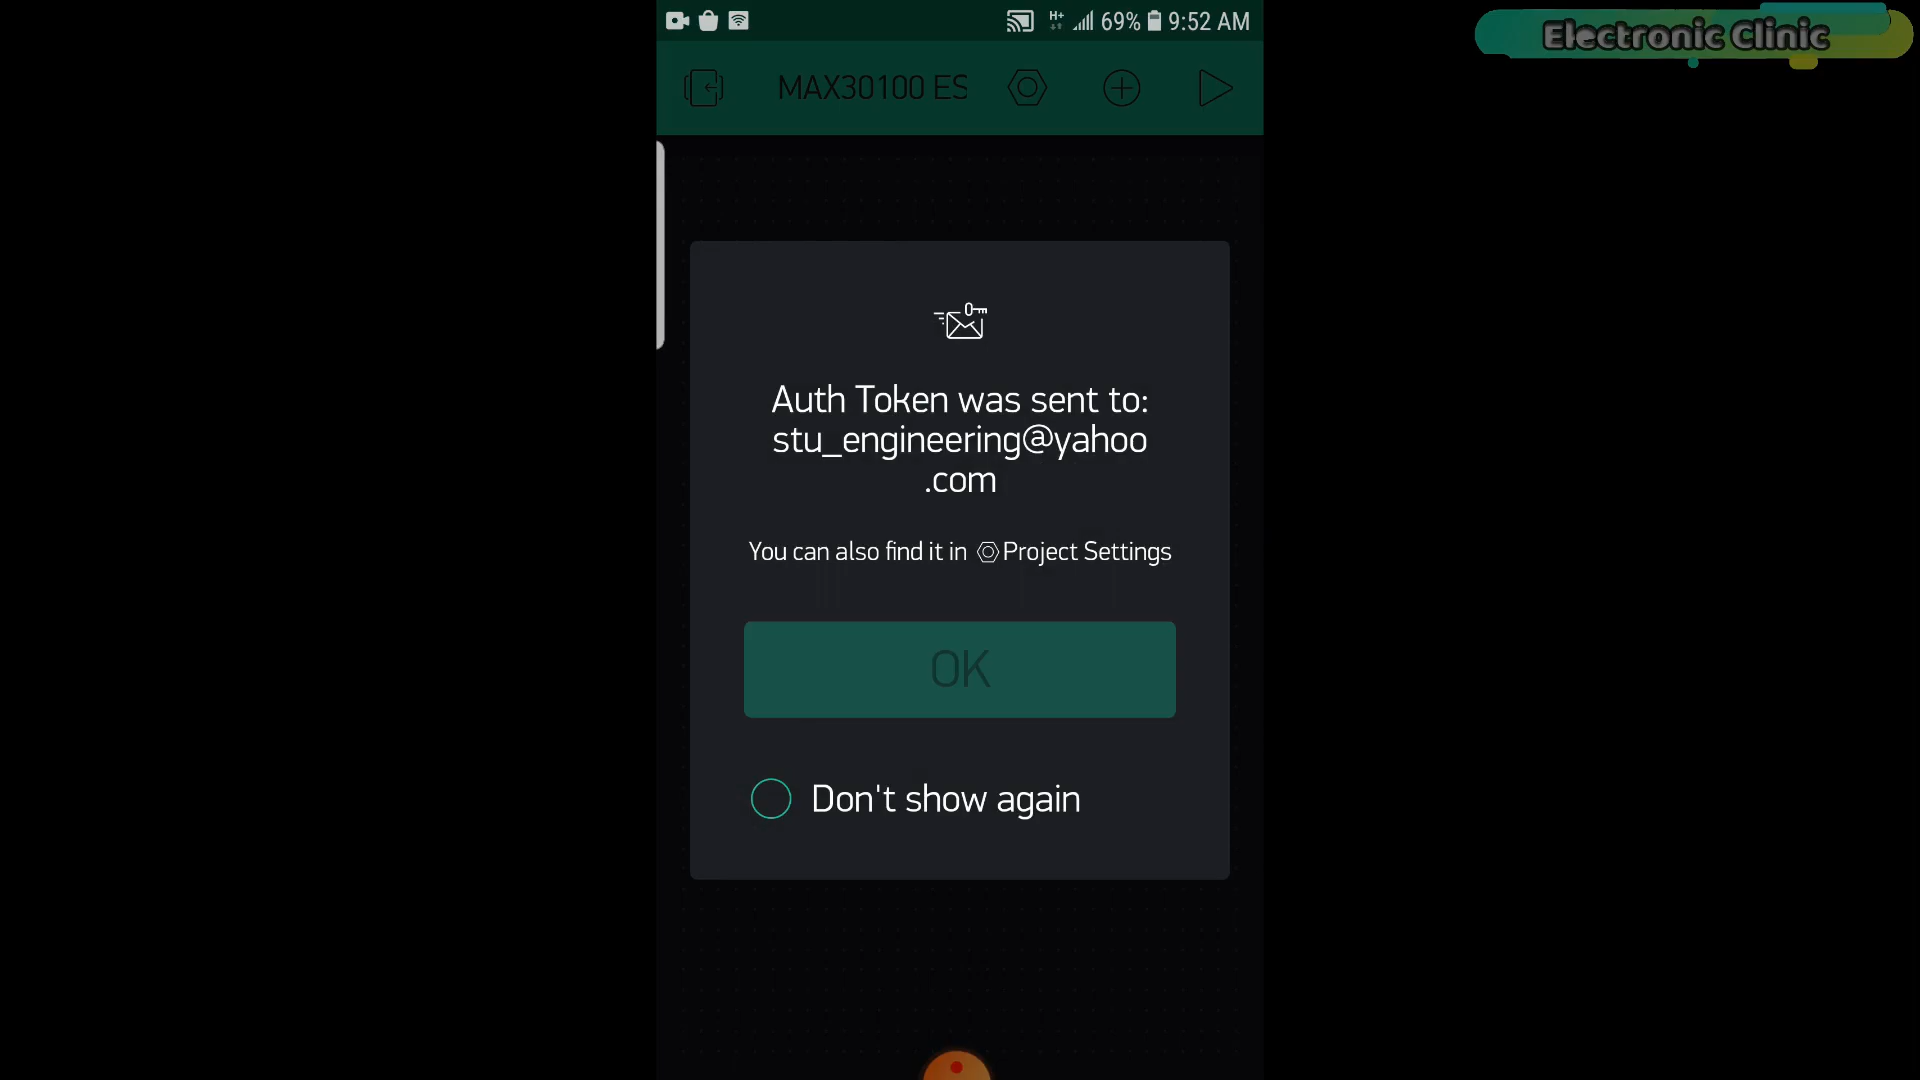 H+ 69% 9:52 AM
Electronic Clinic
MAX30100 ES
Auth Token was sent to:
stu_engineering@yahoo
.com
You can also find it in Project Settings
OK
Don't show again